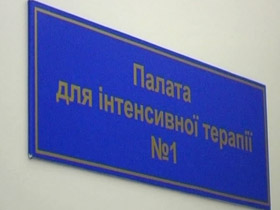 Палата
для інтенсивної терапії
№1